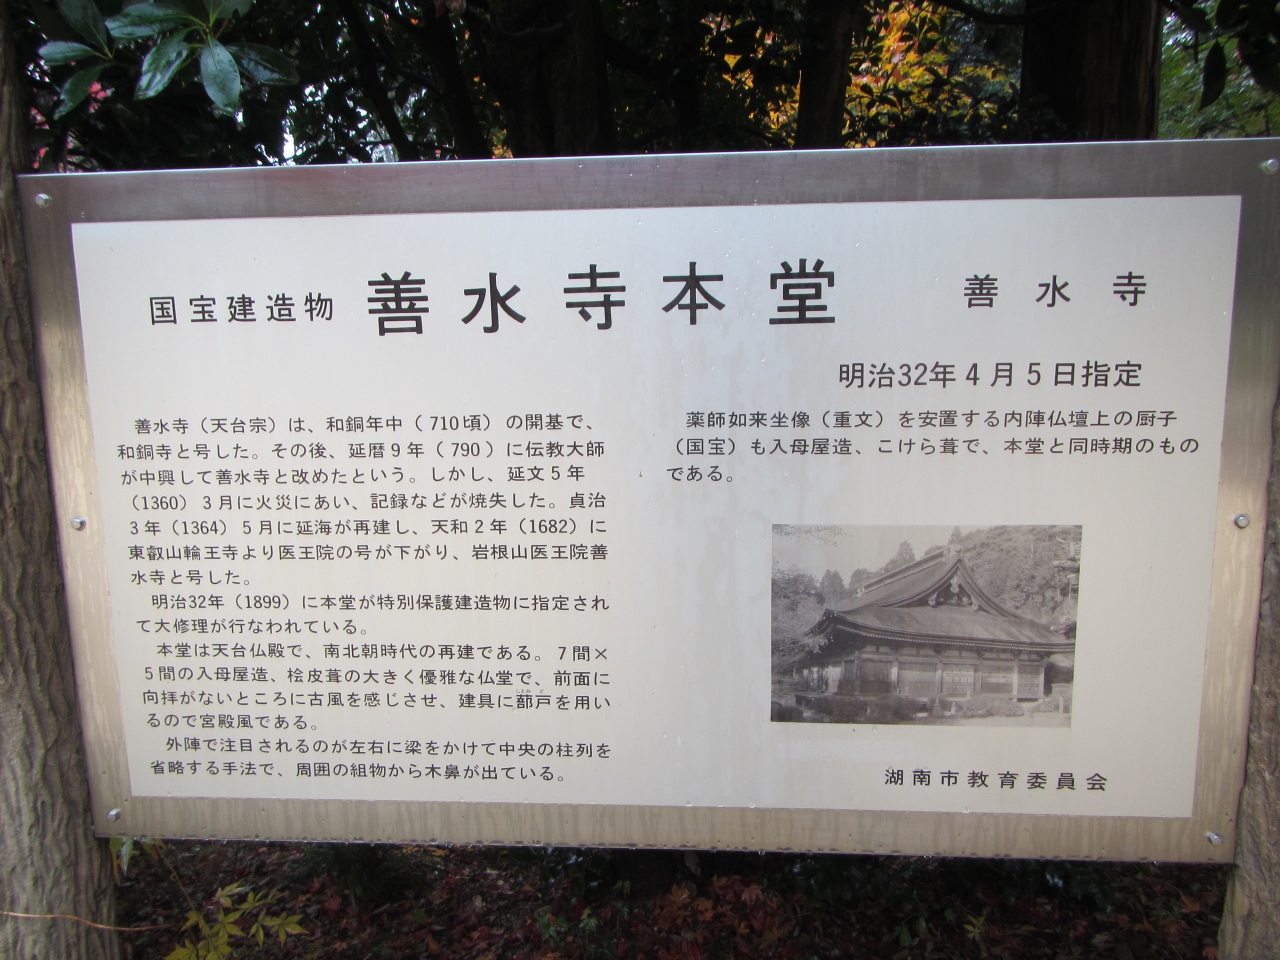 国宝建造物 善水寺本堂 善水寺
明治32年4月5日指定
善水寺（天台宗）は、和銅年中（710頃）の開基で、
和銅寺と号した。その後、延暦9年（790）に伝教大師
が中興して善水寺と改めたという。しかし、延文5年
（1360）3月に火災にあい、記録などが焼失した。貞治
3年（1364）5月に延海が再建し、天和2年（1682）に
東叡山輪王寺より医王院の号が下がり、岩根山医王院善
水寺と号した。
明治32年（1899）に本堂が特別保護建造物に指定され
て大修理が行なわれている。
本堂は天台仏殿で、南北朝時代の再建である。7間×
5間の入母屋造、桧皮葺の大きく優雅な仏堂で、前面に
向拝がないところに古風を感じさせ、建具に蔀戸を用い
るので宮殿風である。
外陣で注目されるのが左右に梁をかけて中央の柱列を
省略する手法で、周囲の組物から木鼻が出ている。
薬師如来坐像（重文）を安置する内陣仏壇上の厨子
（国宝）も入母屋造、こけら葺で、本堂と同時期のもの
である。
湖南市教育委員会